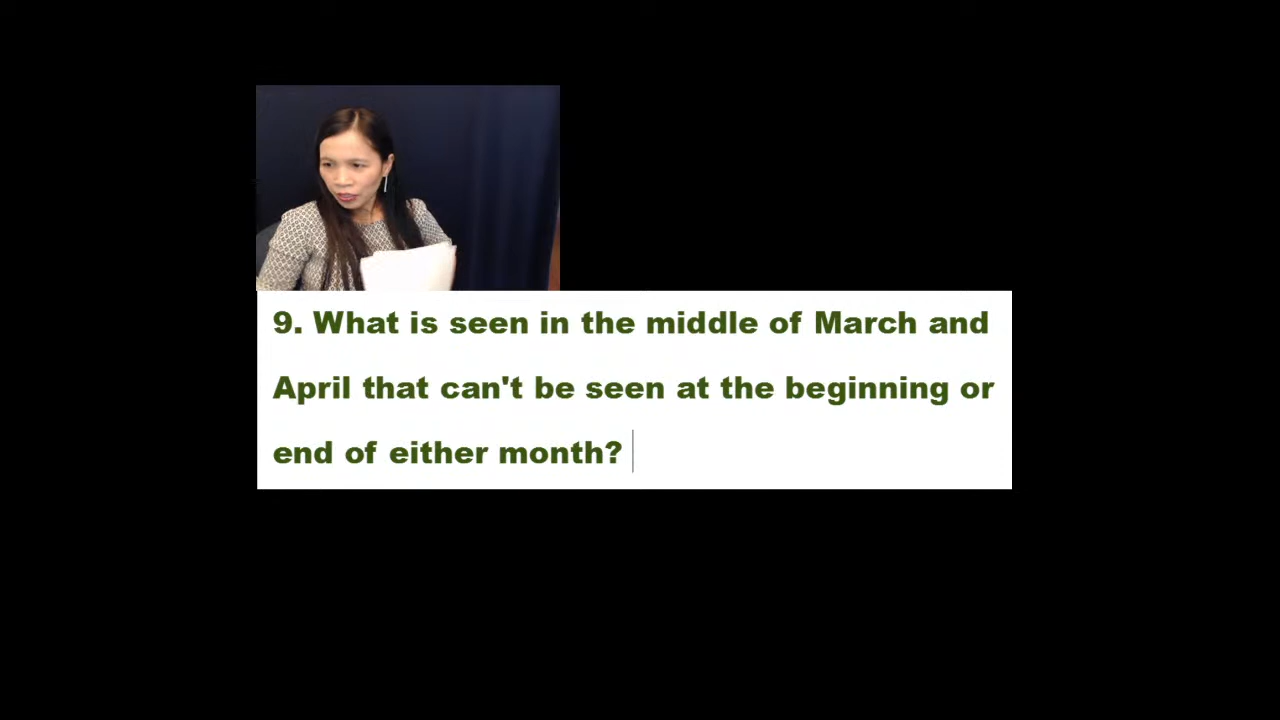 9. What is seen in the middle of March and
April that can't be seen at the beginning or
end of either month?